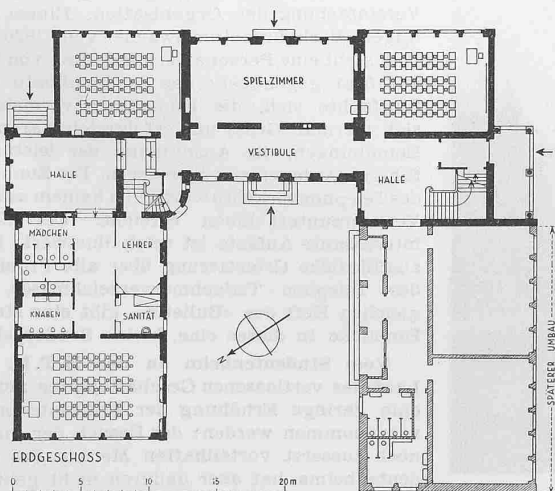 SPIELZIMMER
VESTIBULE
HALLE
HALLE
MÄDCHEN
LEHRER
KNABEN
SANITÄT
Z
SPÄTERER UMBAU
ERDGESCHOSS
0 5 10 15 20 m